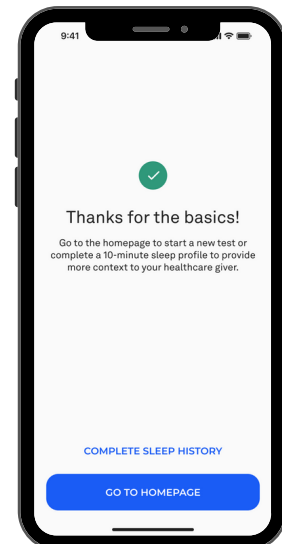 9:41
Thanks for the basics!
Go to the homepage to start a new test or
complete a 10-minute sleep profile to provide
more context to your healthcare giver.
COMPLETE SLEEP HISTORY
GO TO HOMEPAGE